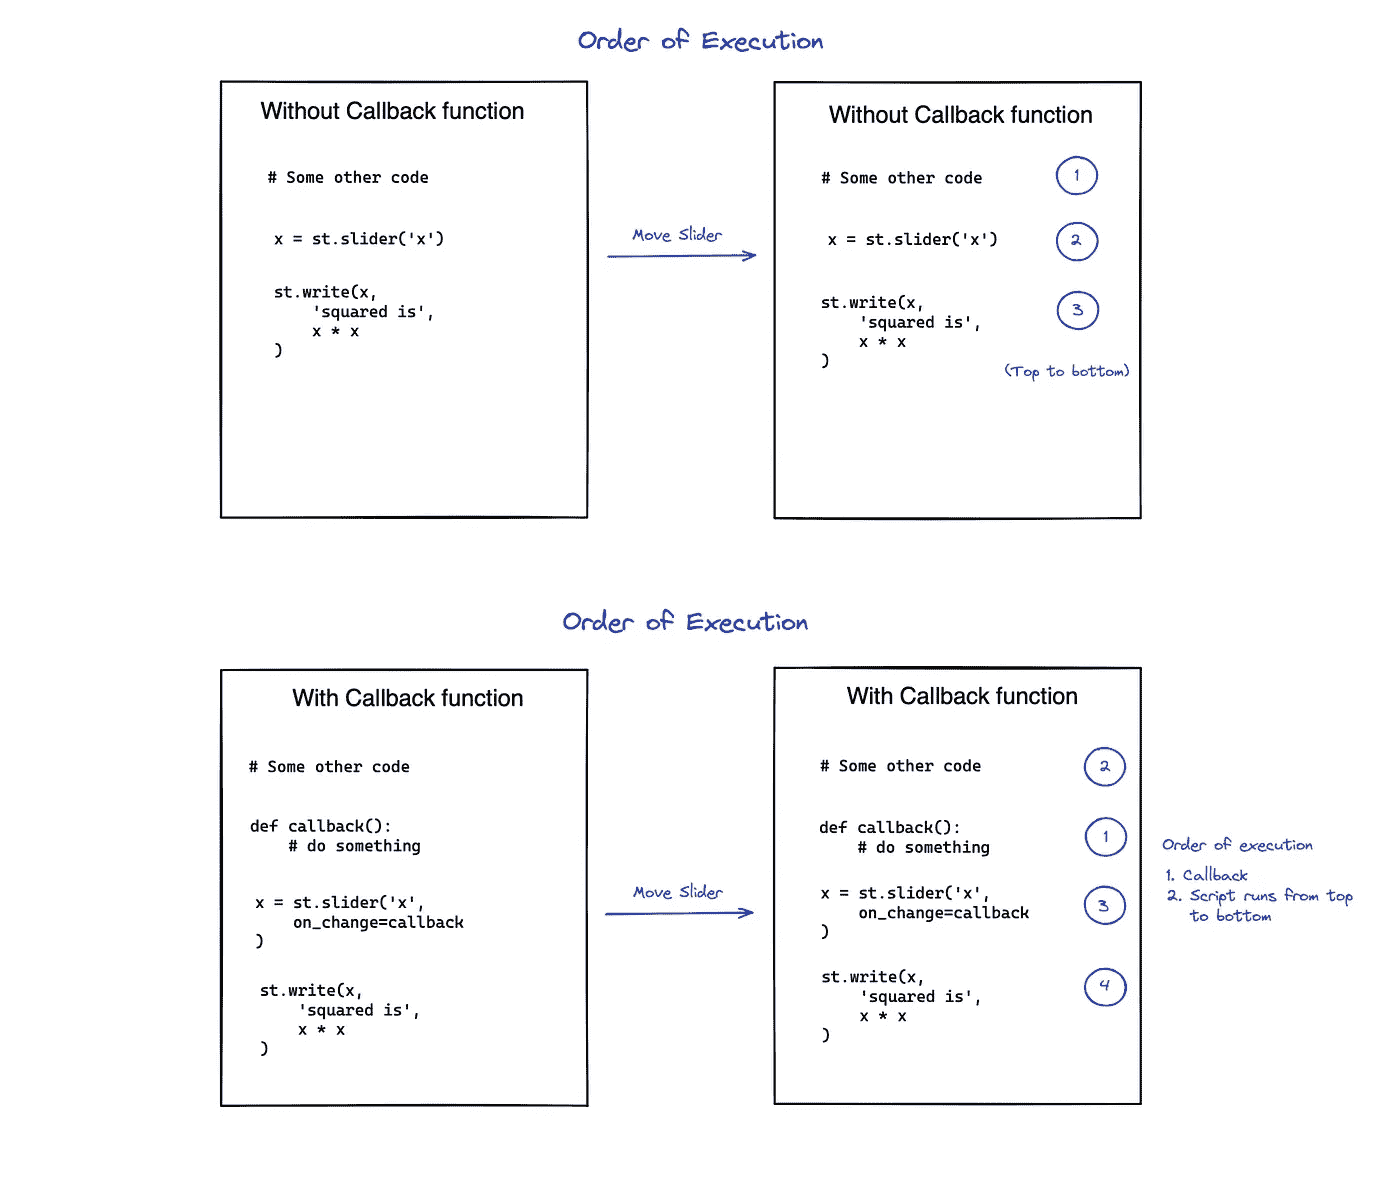 Order of Execution
Without Callback function
# Some other code
x = st.slider('x')
st.write(x,
'squared is',
x * x
)
Move Slider
Without Callback function
# Some other code
1
x = st.slider('x')
2
st.write(x,
3
'squared is',
x * x
)
(Top to bottom)
Order of Execution
With Callback function
# Some other code
def callback():
# do something
x = st.slider('x',
on_change=callback
)
st.write(x,
'squared is',
x * x
)
Move Slider
With Callback function
# Some other code
2
def callback():
1
# do something
x = st.slider('x',
3
on_change=callback
)
st.write(x,
4
'squared is',
x * x
)
Order of execution
1. Callback
2. Script runs from top
to bottom